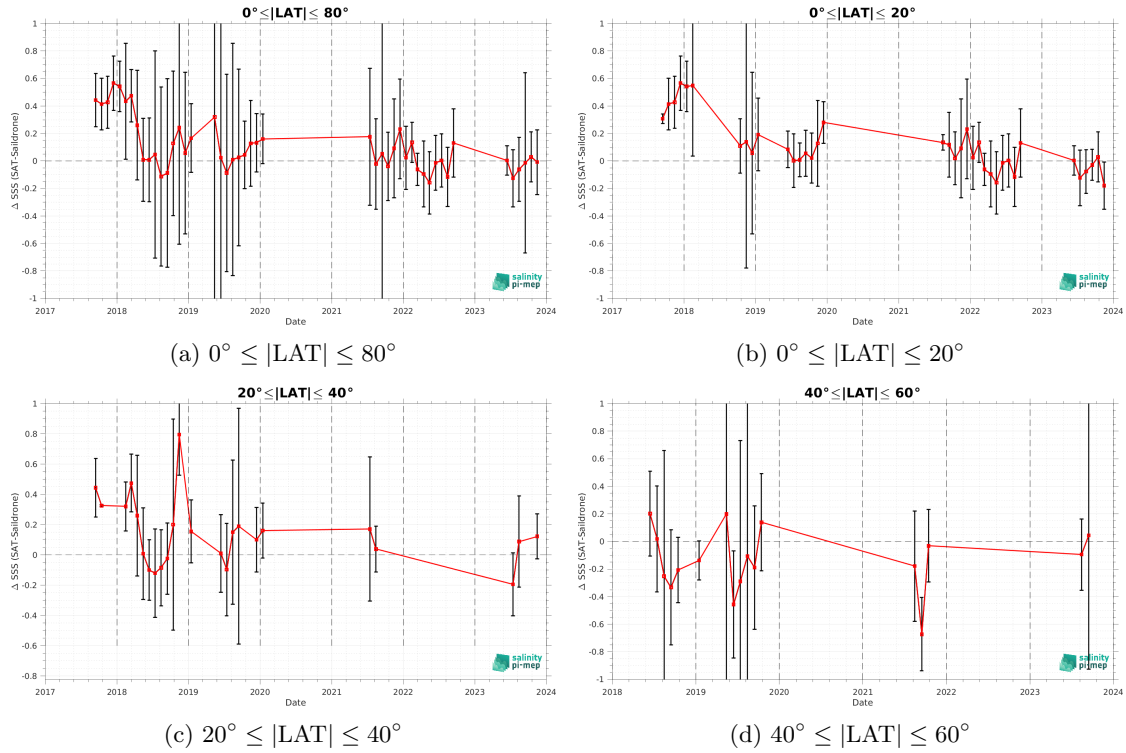 0°≤|LAT|≤ 80°
Δ SSS (SAT-Saildrone)
1
0.8
0.6
0.4
0.2
0
-0.2
-0.4
-0.6
-0.8
-1
2017 2018 2019 2020 2021 2022 2023 2024
Date
salinity
pi-mep
(a) 0° ≤ |LAT| ≤ 80°
0°≤|LAT|≤ 20°
Δ SSS (SAT-Saildrone)
1
0.8
0.6
0.4
0.2
0
-0.2
-0.4
-0.6
-0.8
-1
2017 2018 2019 2020 2021 2022 2023 2024
Date
salinity
pi-mep
(b) 0° ≤ |LAT| ≤ 20°
20°≤|LAT|≤ 40°
Δ SSS (SAT-Saildrone)
1
0.8
0.6
0.4
0.2
0
-0.2
-0.4
-0.6
-0.8
2017 2018 2019 2020 2021 2022 2023 2024
Date
salinity
pi-mep
(c) 20° ≤ |LAT| ≤ 40°
40°≤|LAT|≤ 60°
Δ SSS (SAT-Saildrone)
1
0.8
0.6
0.4
0.2
0
-0.2
-0.4
-0.6
-0.8
-1
2018 2019 2020 2021 2022 2023 2024
Date
salinity
pi-mep
(d) 40° ≤ |LAT| ≤ 60°